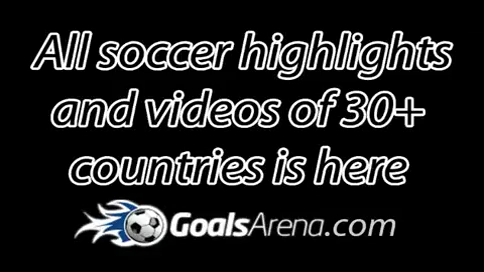 All soccer highlights
and videos of 30+
countries is here
GoalsArena.com